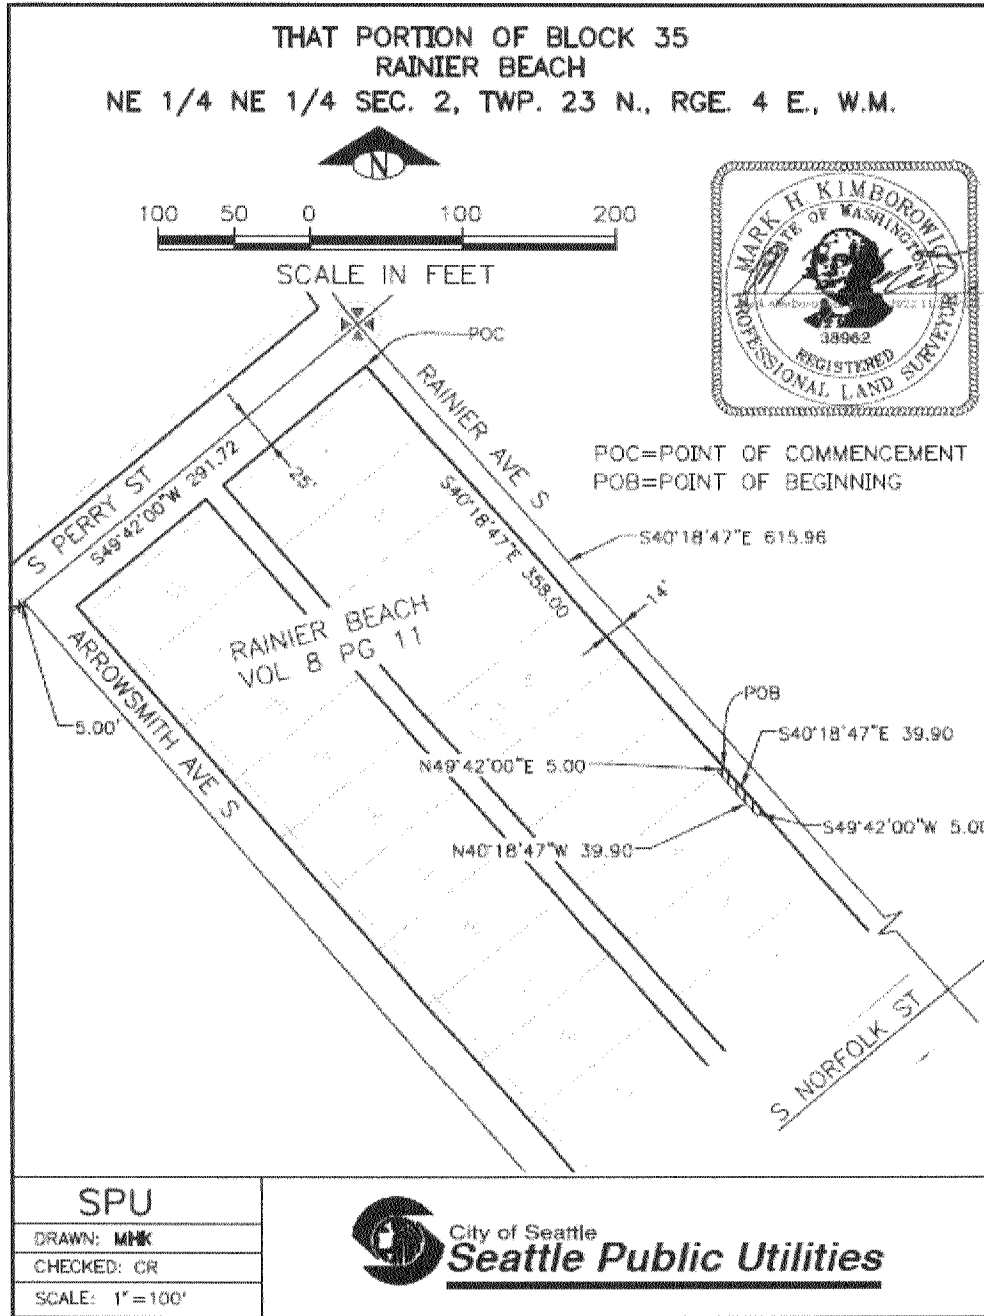 THAT PORTION OF BLOCK 35
RAINIER BEACH
NE 1/4 NE 1/4 SEC. 2, TWP. 23 N., RGE. 4 E., W.M.
N
100 50 0 100 200
SCALE IN FEET
MARK H KIMBOROWICZ
STATE OF WASHINGTON
38962
REGISTERED
PROFESSIONAL LAND SURVEYOR
POC
RAINIER AVE S
POC=POINT OF COMMENCEMENT
POB=POINT OF BEGINNING
25'
S PERRY ST
S49°42'00"W 291.72
S40°18'47"E 358.00
S40°18'47"E 615.96
14'
RAINIER BEACH
VOL 8 PG 11
ARROWSMITH AVE S
5.00'
POB
S40°18'47"E 39.90
N49°42'00"E 5.00
S49°42'00"W 5.00
N40°18'47"W 39.90
S NORFOLK ST
SPU
DRAWN: MHK
CHECKED: CR
SCALE: 1"=100'
City of Seattle
Seattle Public Utilities